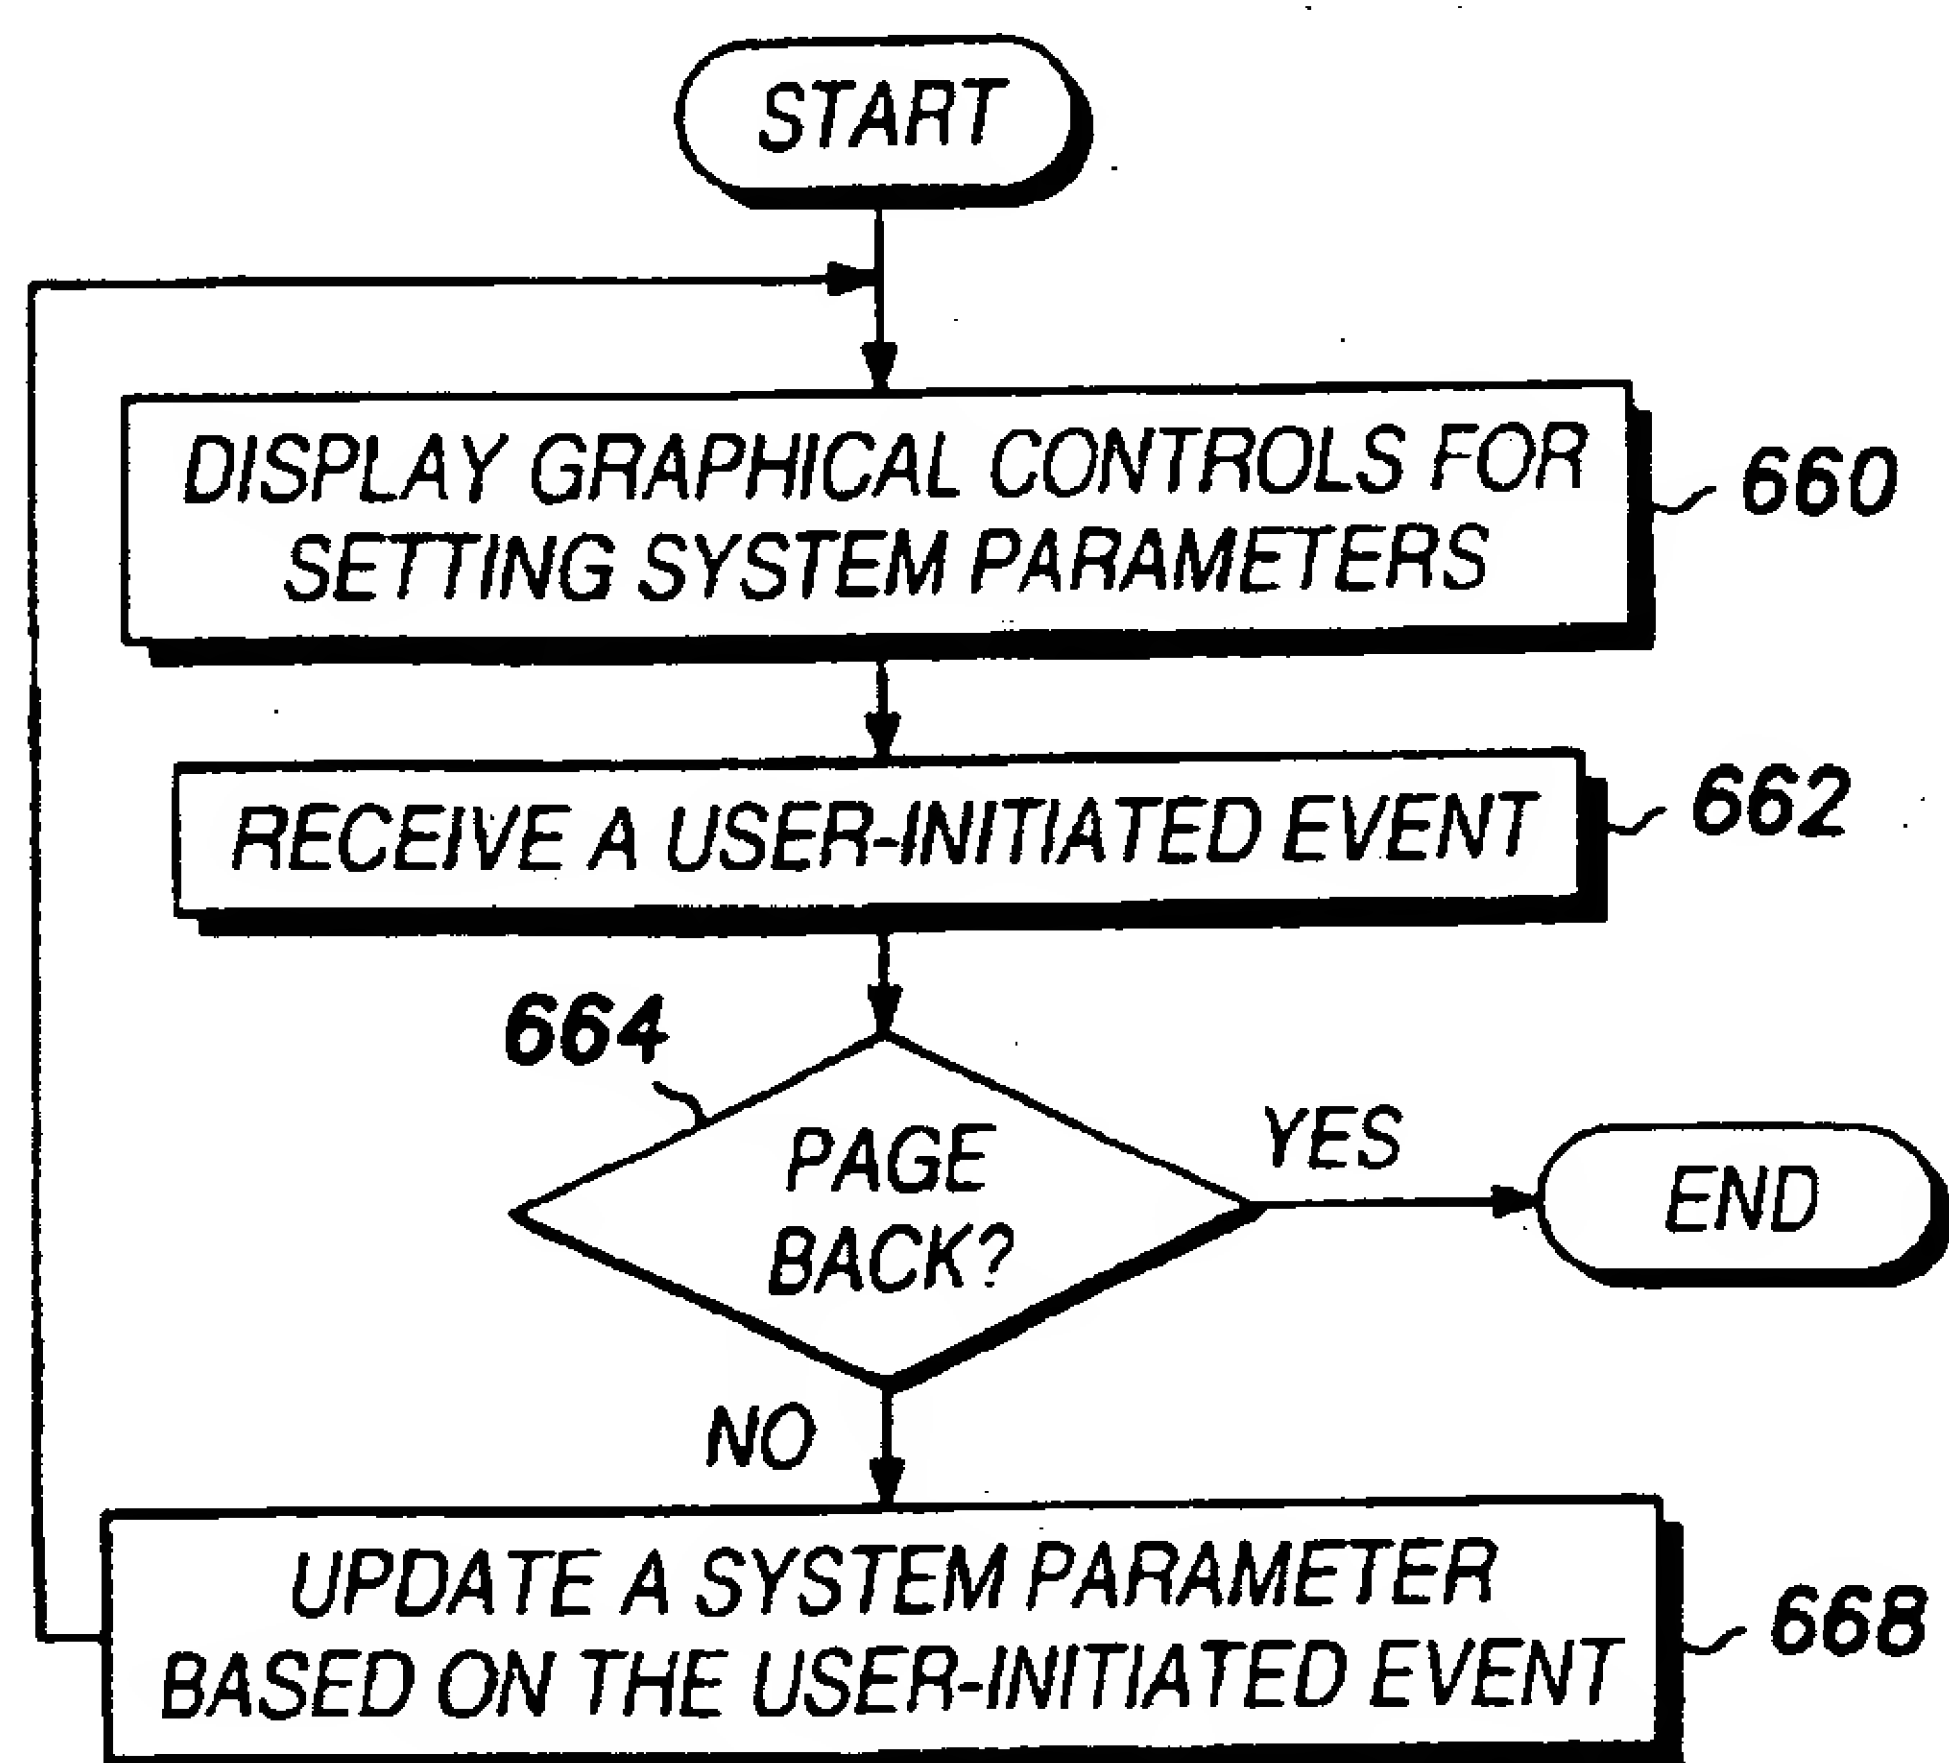 START
DISPLAY GRAPHICAL CONTROLS FOR
SETTING SYSTEM PARAMETERS
660
RECEIVE A USER-INITIATED EVENT
662
664
PAGE
BACK?
YES
END
NO
UPDATE A SYSTEM PARAMETER
BASED ON THE USER-INITIATED EVENT
668